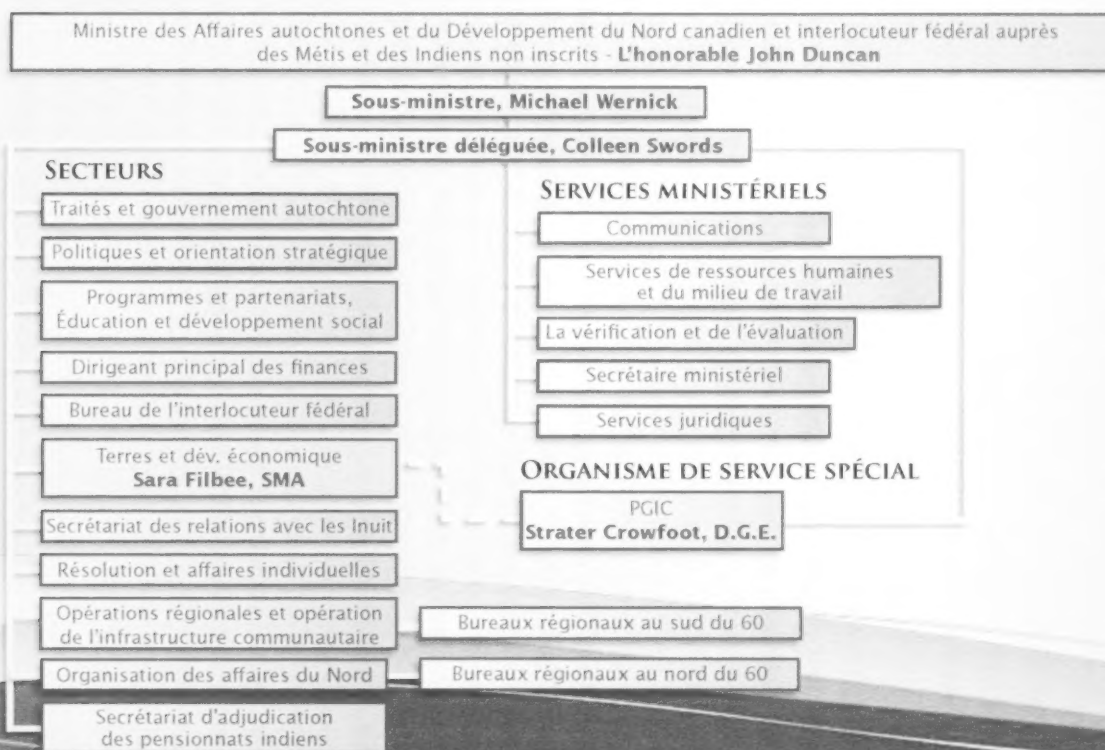 Ministre des Affaires autochtones et du Développement du Nord canadien et interlocuteur fédéral auprès
des Métis et des Indiens non inscrits - L'honorable John Duncan
Sous-ministre, Michael Wernick
Sous-ministre déléguée, Colleen Swords
SECTEURS
Traités et gouvernement autochtone
Politiques et orientation stratégique
Programmes et partenariats,
Éducation et développement social
Dirigeant principal des finances
Bureau de l'interlocuteur fédéral
Terres et dév. économique
Sara Filbee, SMA
Secrétariat des relations avec les Inuit
Résolution et affaires individuelles
Opérations régionales et opération
de l'infrastructure communautaire
Bureaux régionaux au sud du 60
Organisation des affaires du Nord
Bureaux régionaux au nord du 60
Secrétariat d'adjudication
des pensionnats indiens
SERVICES MINISTÉRIELS
Communications
Services de ressources humaines
et du milieu de travail
La vérification et de l'évaluation
Secrétaire ministériel
Services juridiques
ORGANISME DE SERVICE SPÉCIAL
PGIC
Strater Crowfoot, D.G.E.